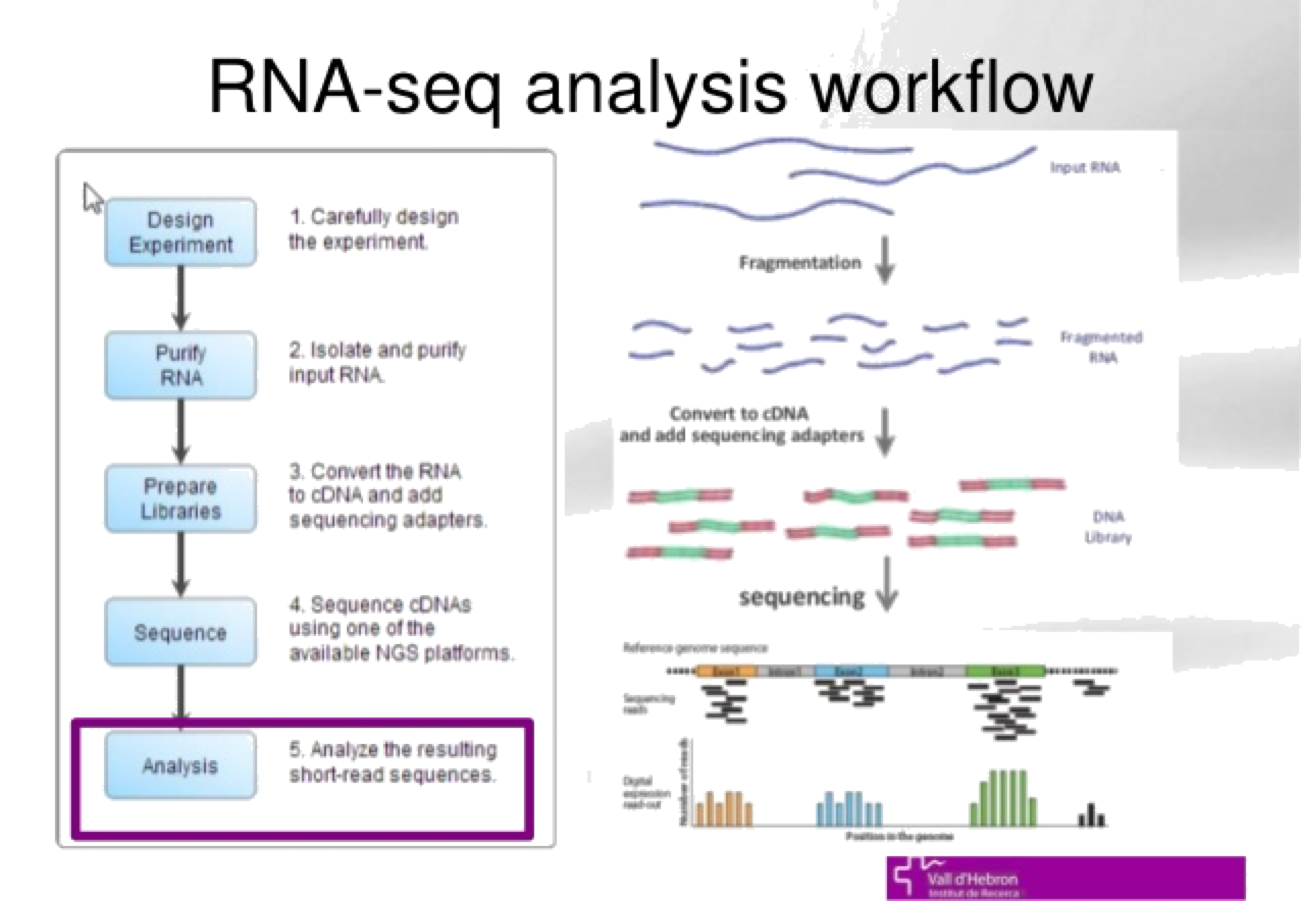 RNA-seq analysis workflow
Design
Experiment
1. Carefully design
the experiment.
Purify
RNA
2. Isolate and purify
input RNA.
Prepare
Libraries
3. Convert the RNA
to cDNA and add
sequencing adapters.
Sequence
4. Sequence cDNAs
using one of the
available NGS platforms.
Analysis
5. Analyze the resulting
short-read sequences.
Input RNA
Fragmentation
Fragmented
RNA
Convert to cDNA
and add sequencing adapters
DNA
Library
sequencing
Reference genome sequence
Exon1
Intron1
Exon2
Intron2
Exon3
Sequencing
reads
Number of reads
Digital
expression
read-out
Position in the genome
Vall d'Hebron
Institut de Recerca